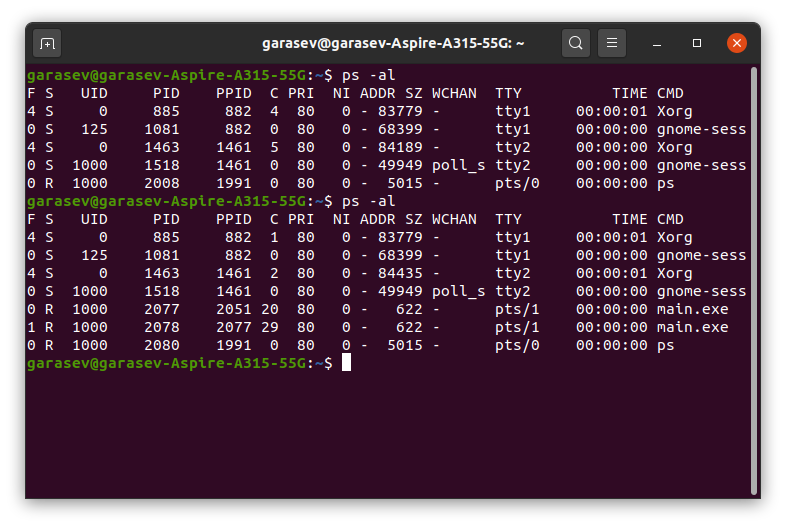 garasev@garasev-Aspire-A315-55G: ~
garasev@garasev-Aspire-A315-55G:~$ ps -al
F S   UID     PID    PPID  C PRI  NI ADDR SZ WCHAN  TTY          TIME CMD
4 S     0     885     882  4  80   0 - 83779 -      tty1     00:00:01 Xorg
0 S   125    1081     882  0  80   0 - 68399 -      tty1     00:00:00 gnome-sess
4 S     0    1463    1461  5  80   0 - 84189 -      tty2     00:00:00 Xorg
0 S  1000    1518    1461  0  80   0 - 49949 poll_s tty2     00:00:00 gnome-sess
0 R  1000    2008    1991  0  80   0 -  5015 -      pts/0    00:00:00 ps
garasev@garasev-Aspire-A315-55G:~$ ps -al
F S   UID     PID    PPID  C PRI  NI ADDR SZ WCHAN  TTY          TIME CMD
4 S     0     885     882  1  80   0 - 83779 -      tty1     00:00:01 Xorg
0 S   125    1081     882  0  80   0 - 68399 -      tty1     00:00:00 gnome-sess
4 S     0    1463    1461  2  80   0 - 84435 -      tty2     00:00:01 Xorg
0 S  1000    1518    1461  0  80   0 - 49949 poll_s tty2     00:00:00 gnome-sess
0 R  1000    2077    2051 20  80   0 -   622 -      pts/1    00:00:00 main.exe
1 R  1000    2078    2077 29  80   0 -   622 -      pts/1    00:00:00 main.exe
0 R  1000    2080    1991  0  80   0 -  5015 -      pts/0    00:00:00 ps
garasev@garasev-Aspire-A315-55G:~$